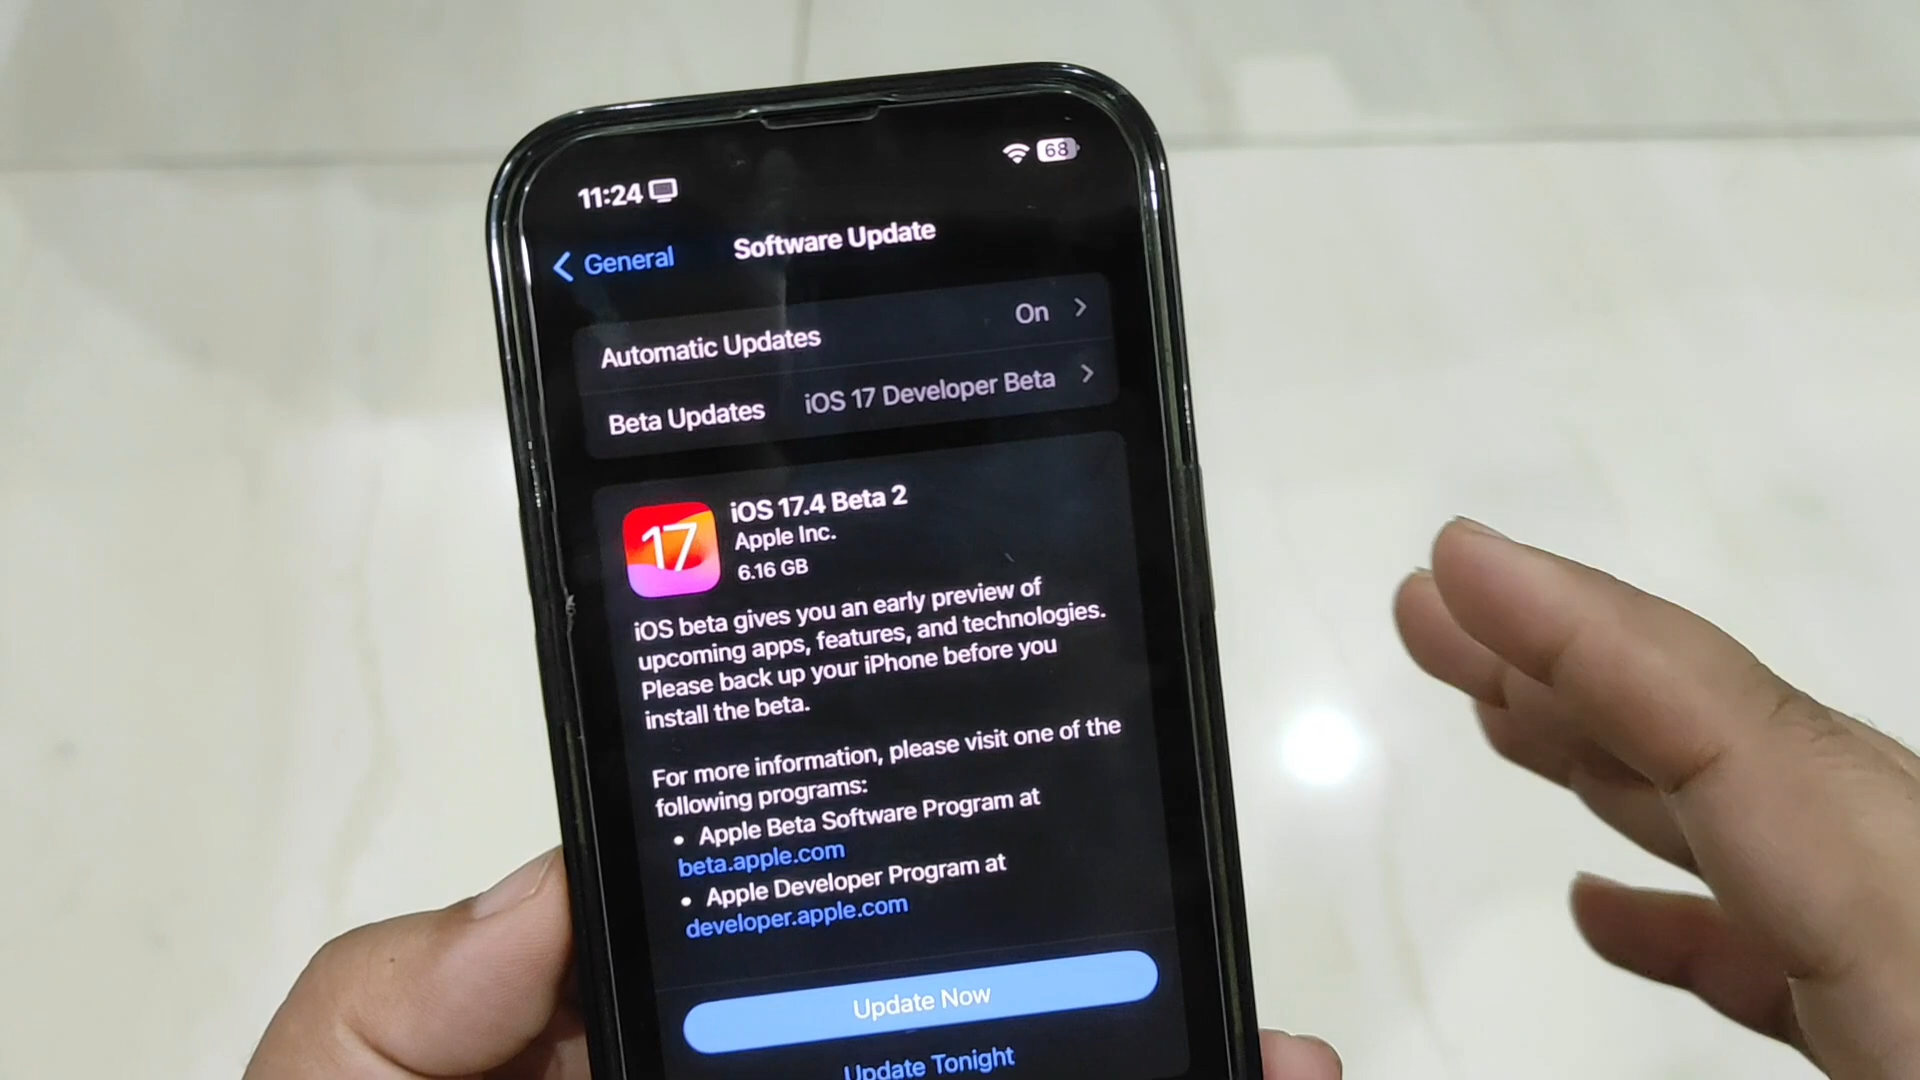 11:24
68
General
Software Update
Automatic Updates On
Beta Updates iOS 17 Developer Beta
17
iOS 17.4 Beta 2
Apple Inc.
6.16 GB
iOS beta gives you an early preview of
upcoming apps, features, and technologies.
Please back up your iPhone before you
install the beta.
For more information, please visit one of the
following programs:
• Apple Beta Software Program at
beta.apple.com
• Apple Developer Program at
developer.apple.com
Update Now
Update Tonight